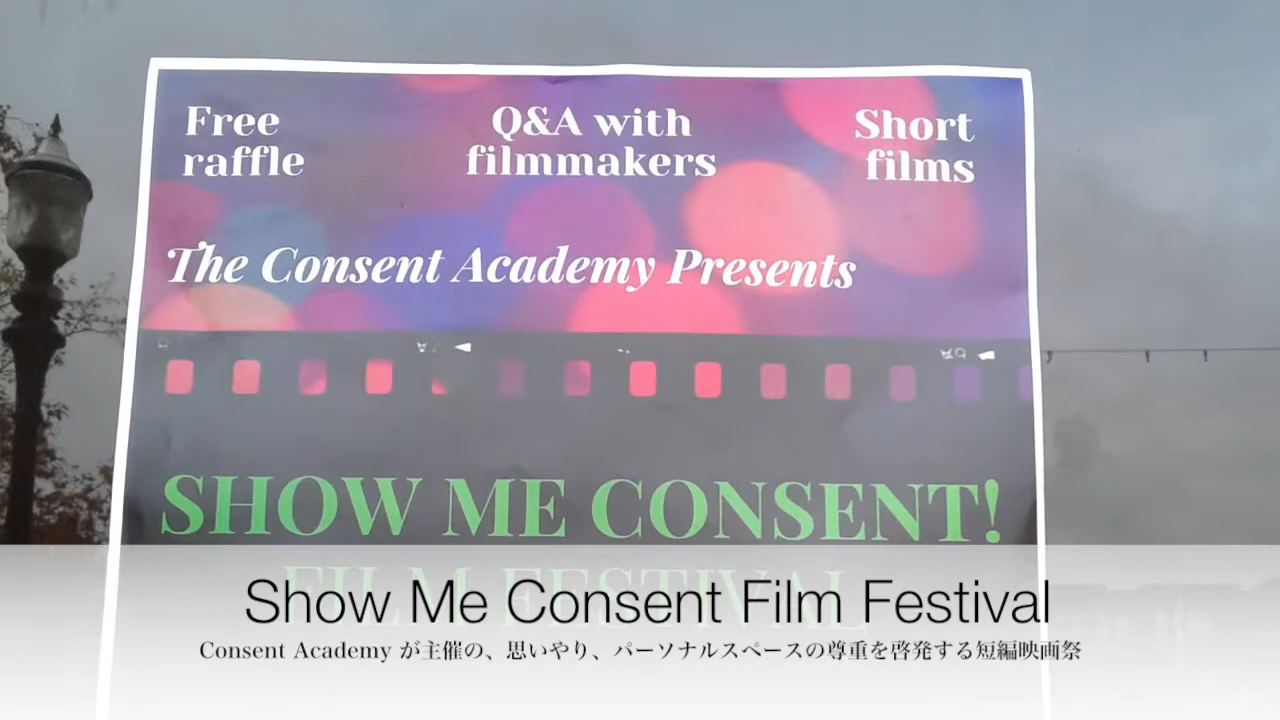 Free
raffle
Q&A with
filmmakers
Short
films
The Consent Academy Presents
SHOW ME CONSENT!
FILM FESTIVAL
Show Me Consent Film Festival
Consent Academy が主催の、思いやり、パーソナルスペースの尊重を啓発する短編映画祭